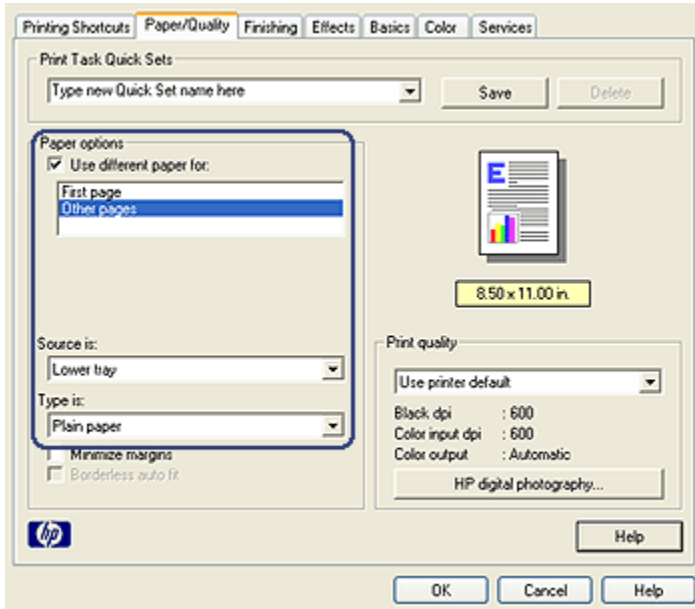 Printing Shortcuts Paper/Quality Finishing Effects Basics Color Services
Print Task Quick Sets
Type new Quick Set name here Save Delete
Paper options
Use different paper for:
First page
Other pages
E
8.50 x 11.00 in.
Source is:
Lower tray
Type is:
Plain paper
Minimize margins
Borderless auto fit
Print quality
Use printer default
Black dpi : 600
Color input dpi : 600
Color output : Automatic
HP digital photography...
hp
Help
OK Cancel Help